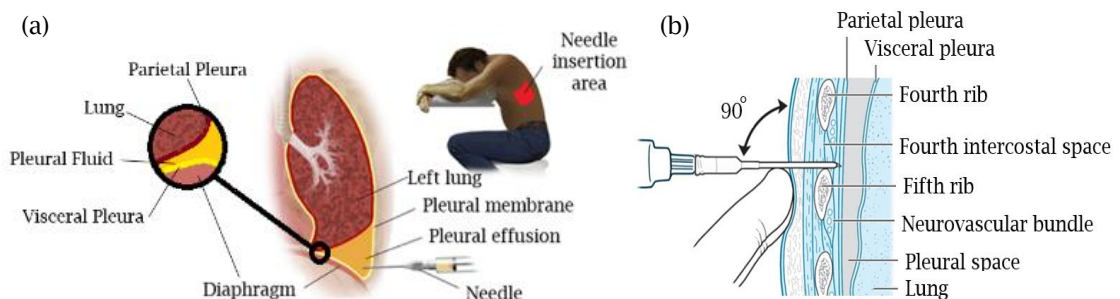 (a)
Parietal Pleura
Lung
Pleural Fluid
Visceral Pleura
Diaphragm
Needle
insertion
area
Left lung
Pleural membrane
Pleural effusion
Needle
(b)
Parietal pleura
Visceral pleura
90°
Fourth rib
Fourth intercostal space
Fifth rib
Neurovascular bundle
Pleural space
Lung